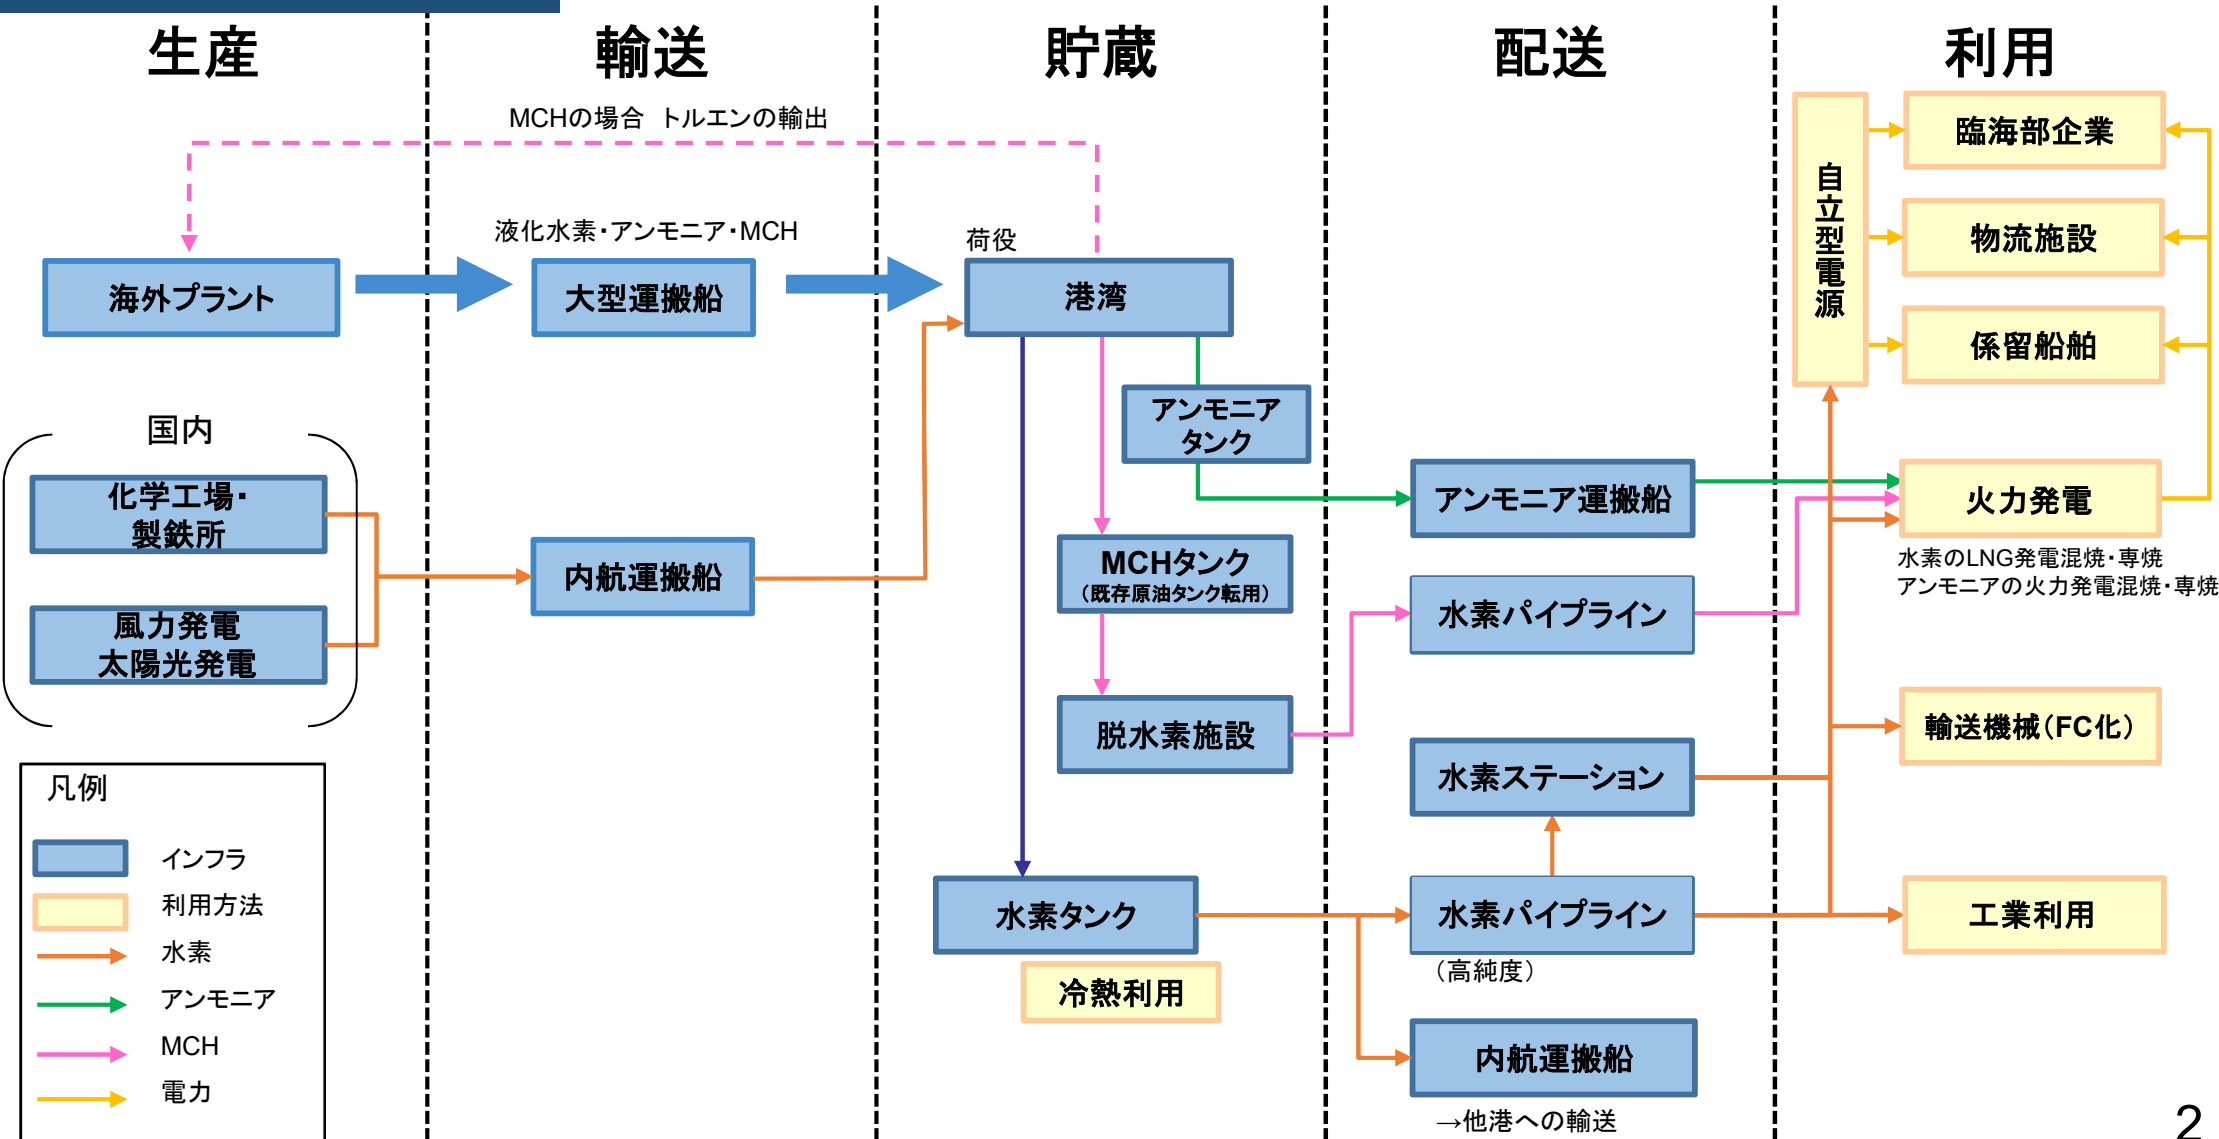 生産
輸送
貯蔵
配送
利用
MCHの場合　トルエンの輸出
液化水素・アンモニア・MCH
荷役
海外プラント
大型運搬船
港湾
自立型電源
臨海部企業
物流施設
係留船舶
国内
化学工場・
製鉄所
風力発電
太陽光発電
内航運搬船
アンモニア
タンク
MCHタンク
（既存原油タンク転用）
脱水素施設
水素タンク
冷熱利用
アンモニア運搬船
水素パイプライン
水素ステーション
水素パイプライン
（高純度）
内航運搬船
→他港への輸送
火力発電
水素のLNG発電混焼・専焼
アンモニアの火力発電混焼・専焼
輸送機械（FC化）
工業利用
凡例
インフラ
利用方法
水素
アンモニア
MCH
電力
2